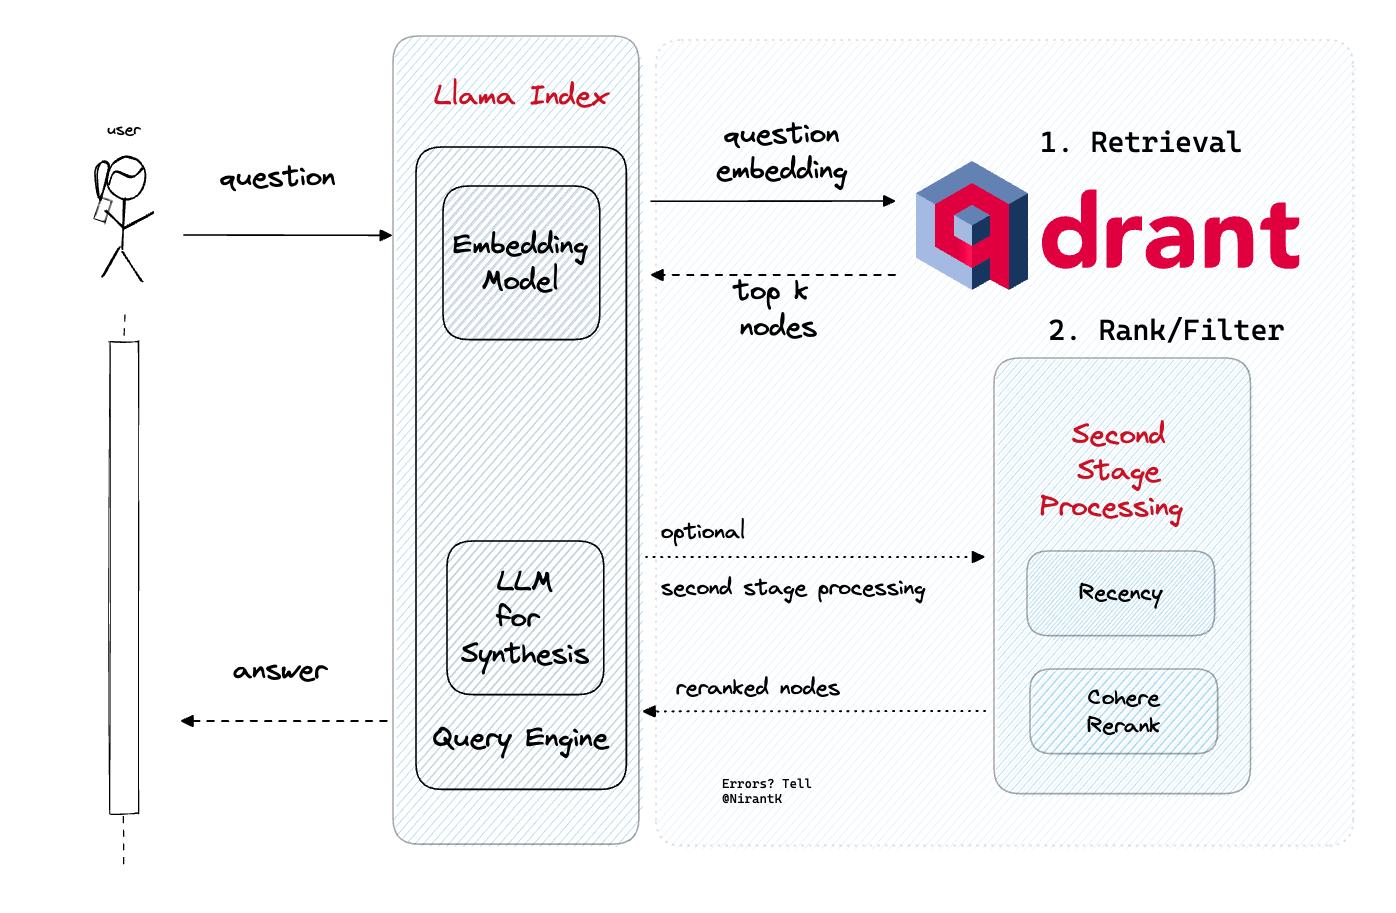 user
question
Llama Index
Embedding
Model
question
embedding
1. Retrieval
qdrant
top k
nodes
2. Rank/Filter
Second
Stage
Processing
optional
second stage processing
Recency
LLM
for
Synthesis
answer
reranked nodes
Cohere
Rerank
Query Engine
Errors? Tell
@NirantK